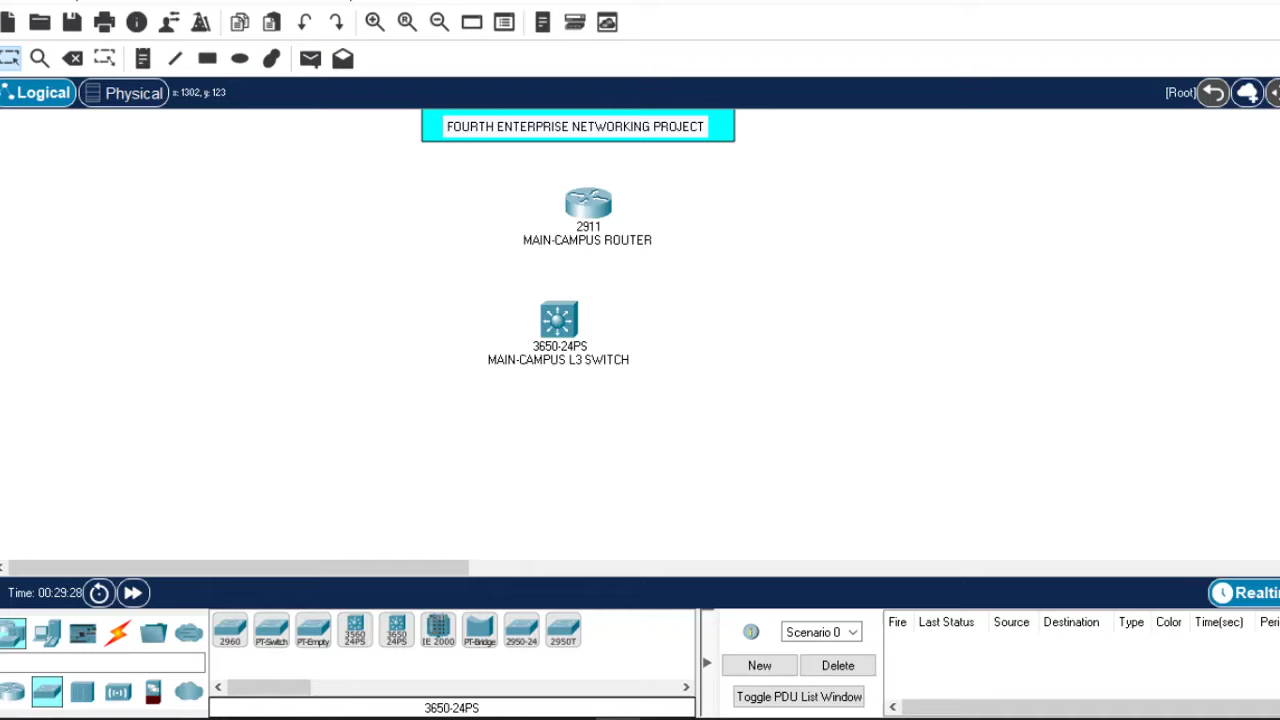 Logical
Physical
x: 1302, y: 123
[Root]
FOURTH ENTERPRISE NETWORKING PROJECT
2911
MAIN-CAMPUS ROUTER
3650-24PS
MAIN-CAMPUS L3 SWITCH
Time: 00:29:28
Realti
2960
PT-Switch
PT-Empty
3560
24PS
3650
24PS
IE 2000
PT-Bridge
2950-24
2950T
3650-24PS
Scenario 0
New
Delete
Toggle PDU List Window
Fire Last Status Source Destination Type Color Time(sec) Peri